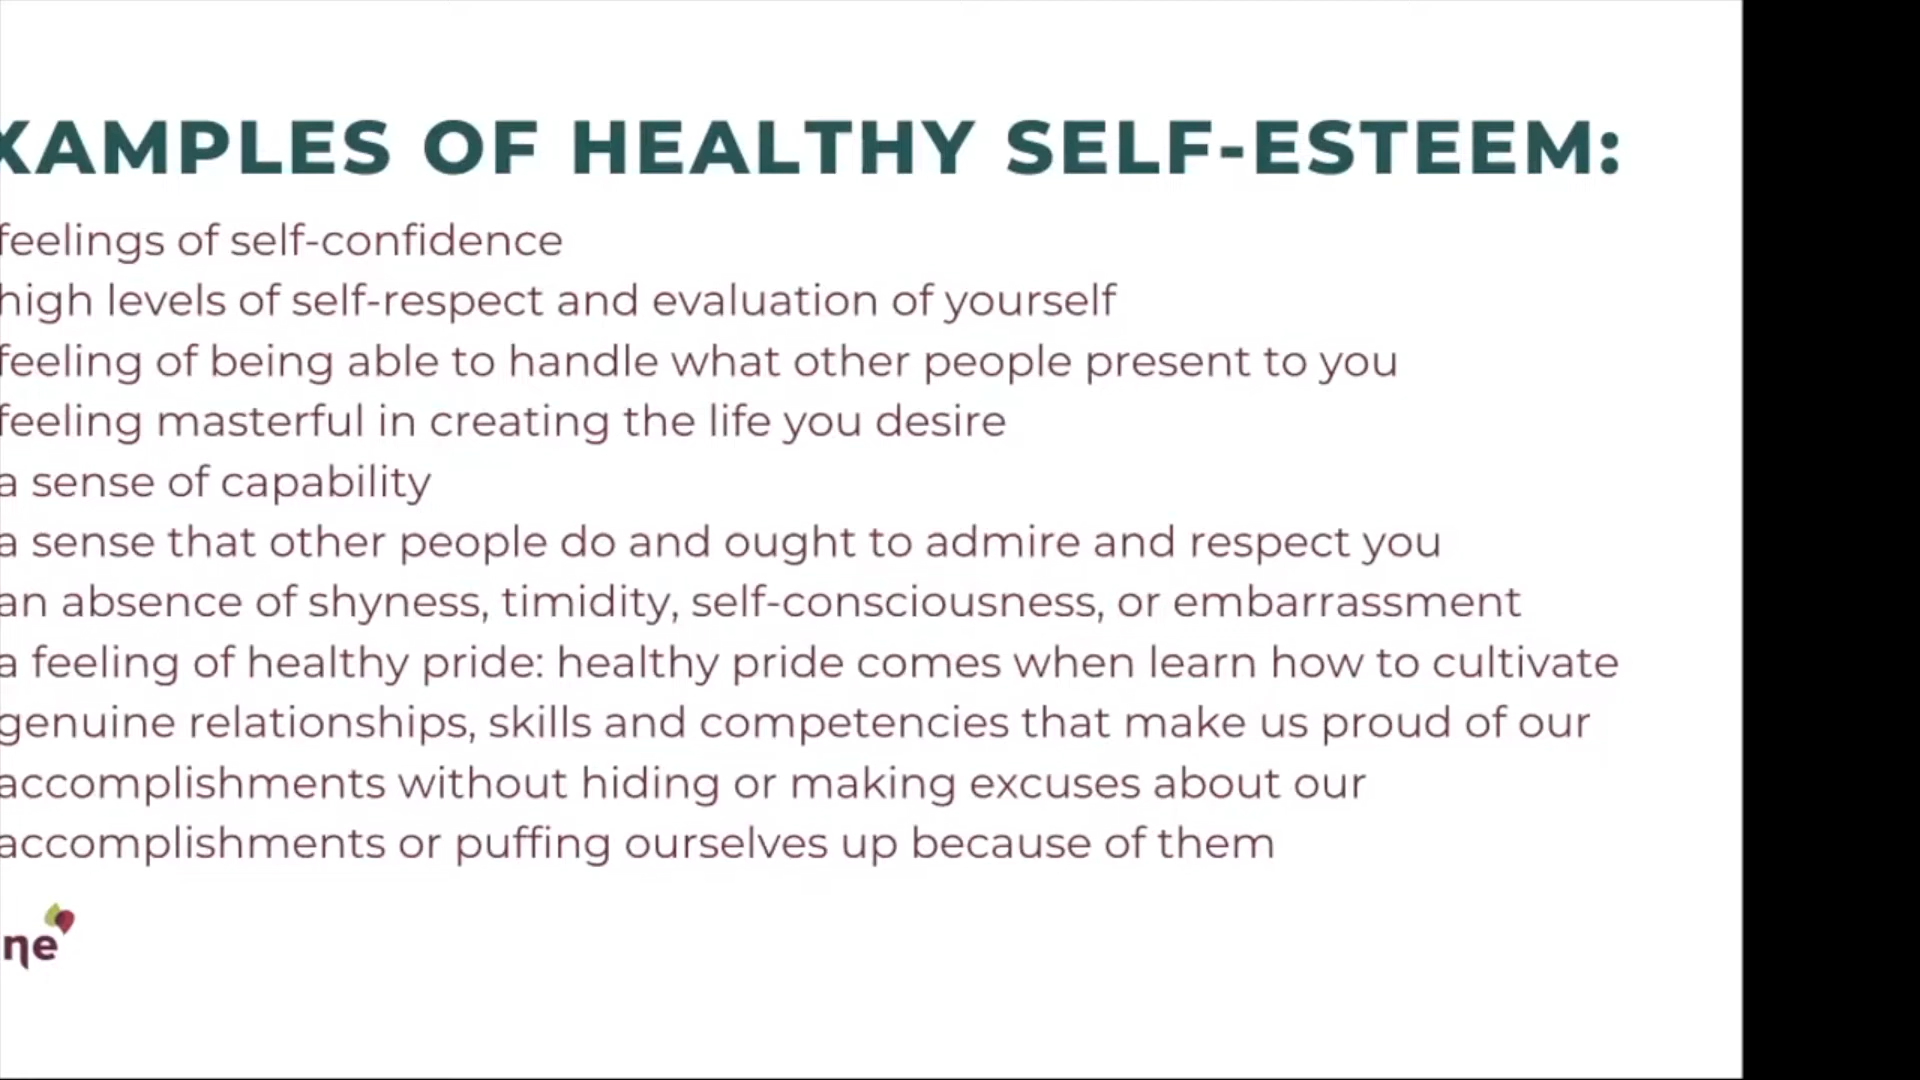 XAMPLES OF HEALTHY SELF-ESTEEM:
feelings of self-confidence
high levels of self-respect and evaluation of yourself
feeling of being able to handle what other people present to you
feeling masterful in creating the life you desire
a sense of capability
a sense that other people do and ought to admire and respect you
an absence of shyness, timidity, self-consciousness, or embarrassment
a feeling of healthy pride: healthy pride comes when learn how to cultivate
genuine relationships, skills and competencies that make us proud of our
accomplishments without hiding or making excuses about our
accomplishments or puffing ourselves up because of them
ne